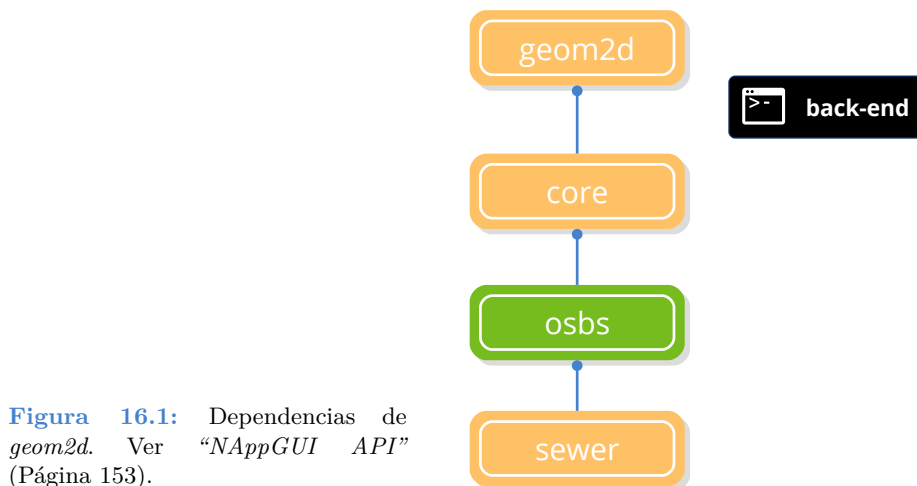 geom2d
>-
back-end
core
osbs
sewer
Figura 16.1: Dependencias de
geom2d. Ver “NAppGUI API”
(Página 153).